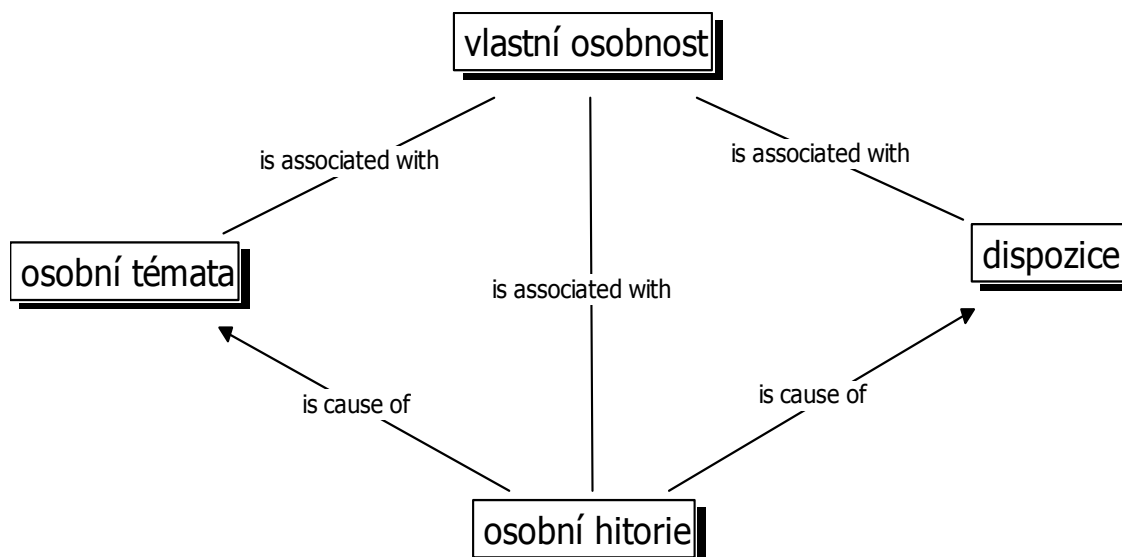 vlastní osobnost
is associated with
is associated with
osobní témata
dispozice
is associated with
is cause of
is cause of
osobní hitorie